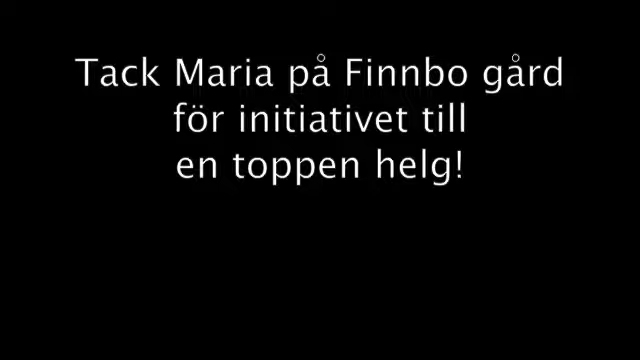 Tack Maria på Finnbo gård
för initiativet till
en toppen helg!